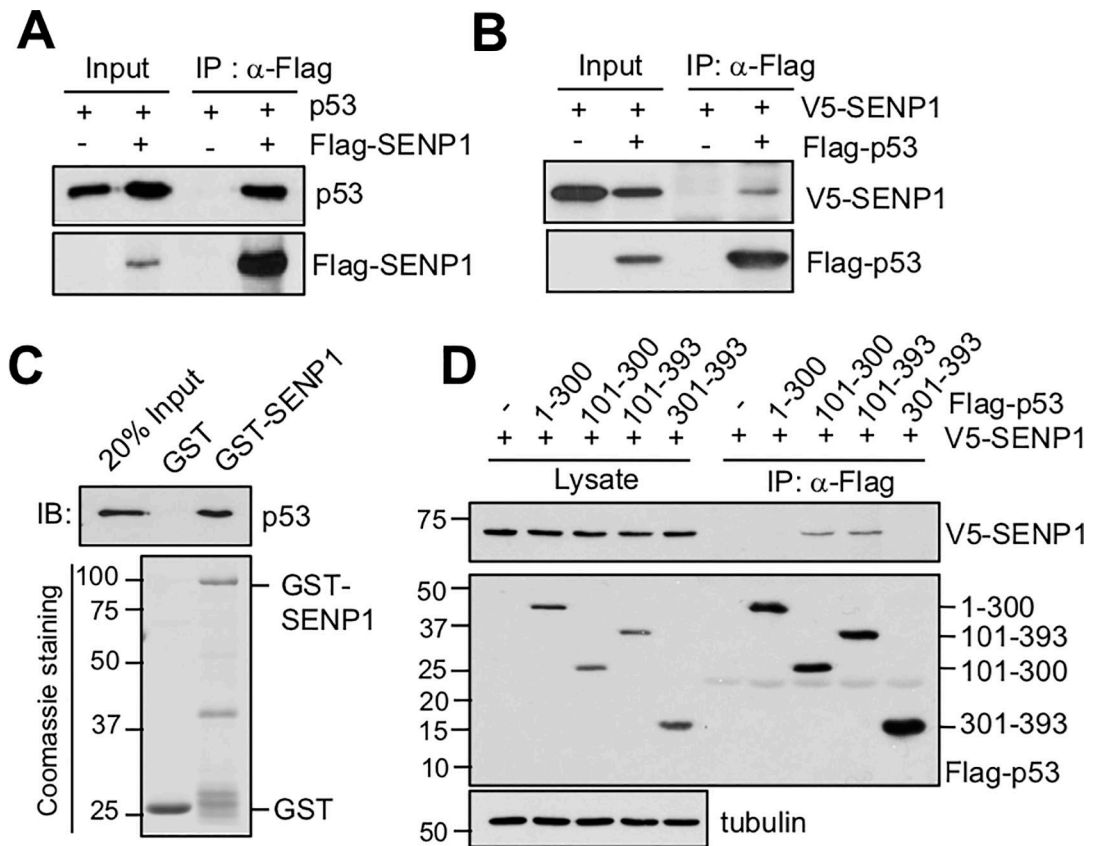 A
Input
IP : α-Flag
+ + + + p53
- + - + Flag-SENP1
p53
Flag-SENP1
B
Input
IP: α-Flag
+ + + + V5-SENP1
- + - + Flag-p53
V5-SENP1
Flag-p53
C
20% Input
GST
GST-SENP1
IB:
p53
Coomassie staining
100
75
50
37
25
GST-
SENP1
GST
D
- 1-300 101-300 101-393 301-393 - 1-300 101-300 101-393 301-393 Flag-p53
+ + + + + + + + + + V5-SENP1
Lysate
IP: α-Flag
75
V5-SENP1
50
37
25
20
15
10
1-300
101-393
101-300
301-393
Flag-p53
50
tubulin